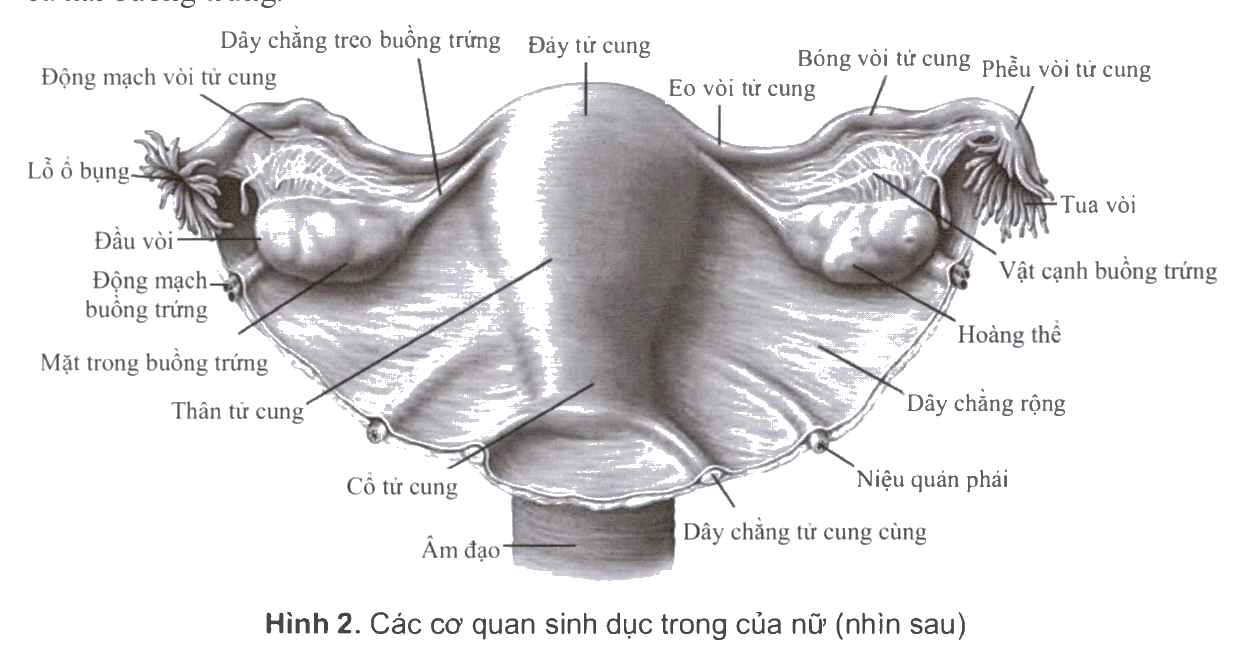 Dây chằng treo buồng trứng
Đáy tử cung
Bóng vòi tử cung
Phễu vòi tử cung
Động mạch vòi tử cung
Eo vòi tử cung
Lỗ ổ bụng
Tua vòi
Đầu vòi
Động mạch
buồng trứng
Vật cạnh buồng trứng
Hoàng thể
Mặt trong buồng trứng
Thân tử cung
Dây chằng rộng
Cổ tử cung
Niệu quản phải
Dây chằng tử cung cùng
Âm đạo
Hình 2. Các cơ quan sinh dục trong của nữ (nhìn sau)